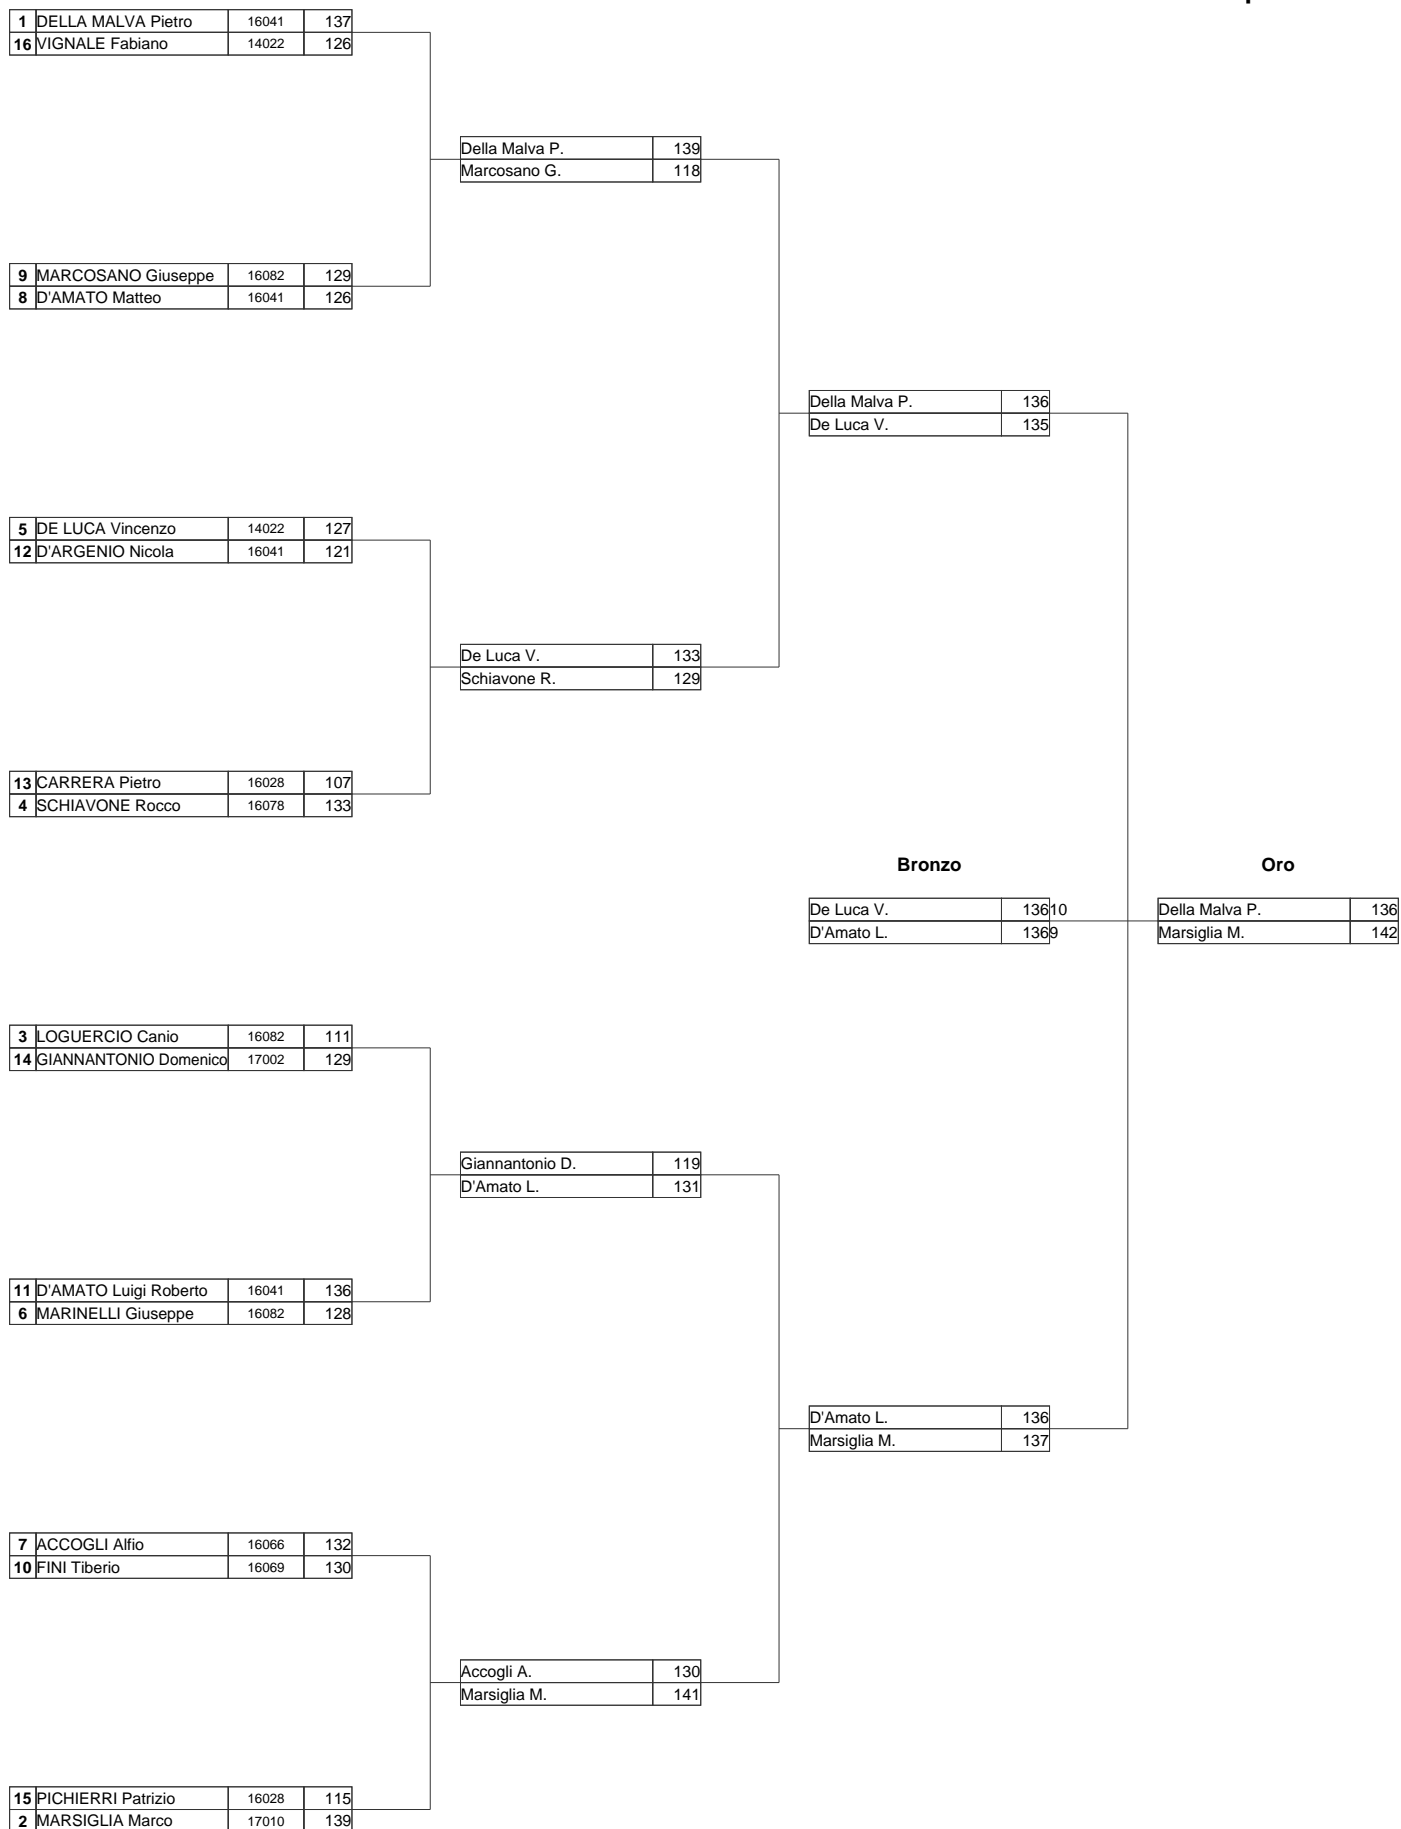 1 DELLA MALVA Pietro 16041 137
16 VIGNALE Fabiano 14022 126
Della Malva P. 139
Marcosano G. 118
9 MARCOSANO Giuseppe 16082 129
8 D'AMATO Matteo 16041 126
Della Malva P. 136
De Luca V. 135
5 DE LUCA Vincenzo 14022 127
12 D'ARGENIO Nicola 16041 121
De Luca V. 133
Schiavone R. 129
13 CARRERA Pietro 16028 107
4 SCHIAVONE Rocco 16078 133
Bronzo Oro
De Luca V. 136 10 Della Malva P. 136
D'Amato L. 136 9 Marsiglia M. 142
3 LOGUERCIO Canio 16082 111
14 GIANNANTONIO Domenico 17002 129
Giannantonio D. 119
D'Amato L. 131
11 D'AMATO Luigi Roberto 16041 136
6 MARINELLI Giuseppe 16082 128
D'Amato L. 136
Marsiglia M. 137
7 ACCOGLI Alfio 16066 132
10 FINI Tiberio 16069 130
Accogli A. 130
Marsiglia M. 141
15 PICHIERRI Patrizio 16028 115
2 MARSIGLIA Marco 17010 139